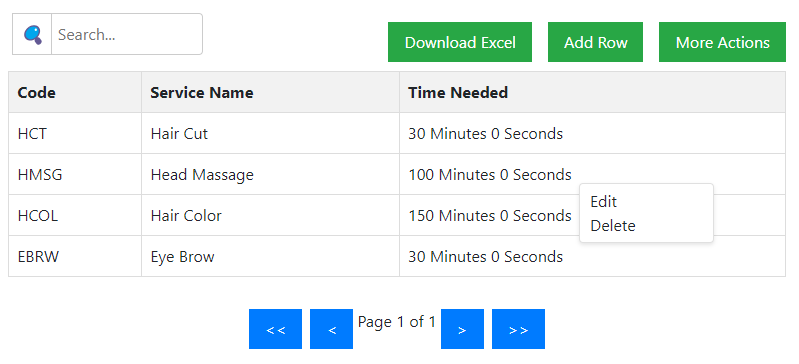 Search...
Download Excel
Add Row
More Actions
Code Service Name Time Needed
HCT Hair Cut 30 Minutes 0 Seconds
HMSG Head Massage 100 Minutes 0 Seconds
HCOL Hair Color 150 Minutes 0 Seconds
EBRW Eye Brow 30 Minutes 0 Seconds
Edit
Delete
<< < Page 1 of 1 > >>